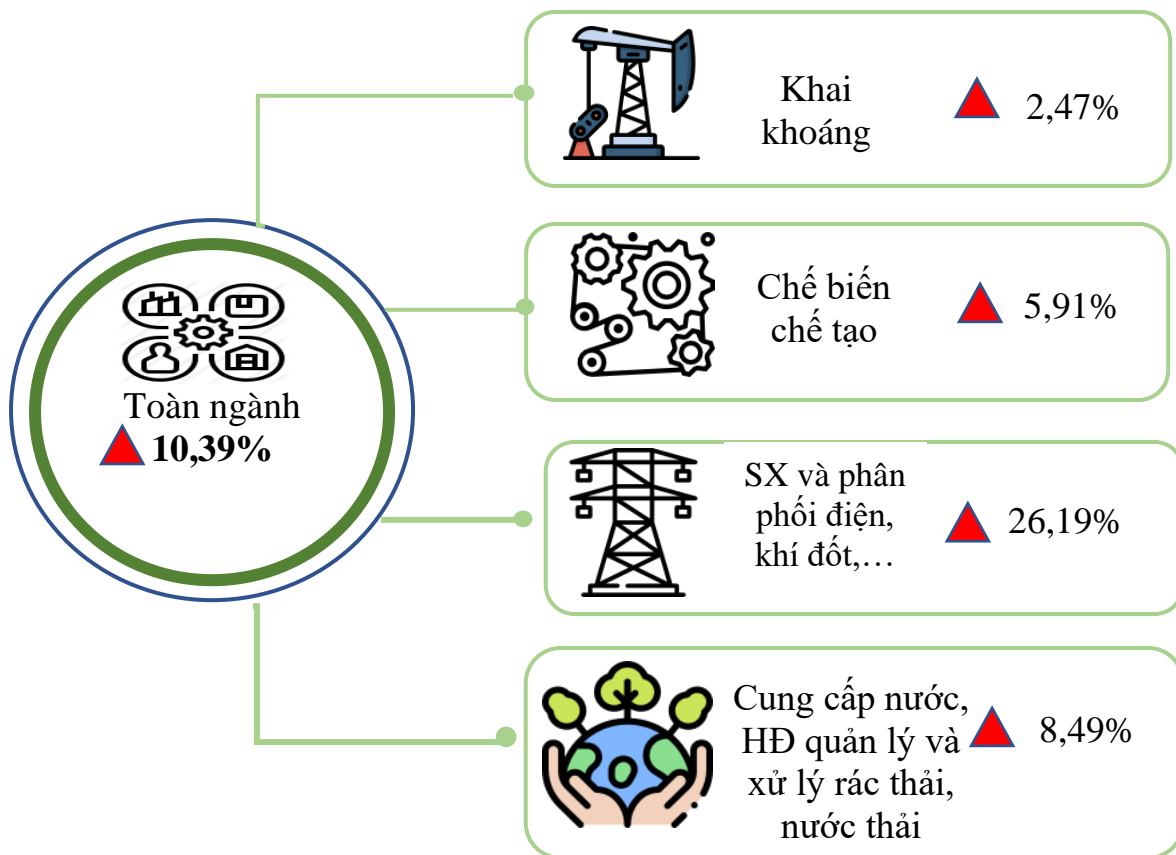 Khai
khoáng
2,47%
Chế biến
chế tạo
5,91%
Toàn ngành
10,39%
SX và phân
phối điện,
khí đốt,…
26,19%
Cung cấp nước,
HĐ quản lý và
xử lý rác thải,
nước thải
8,49%